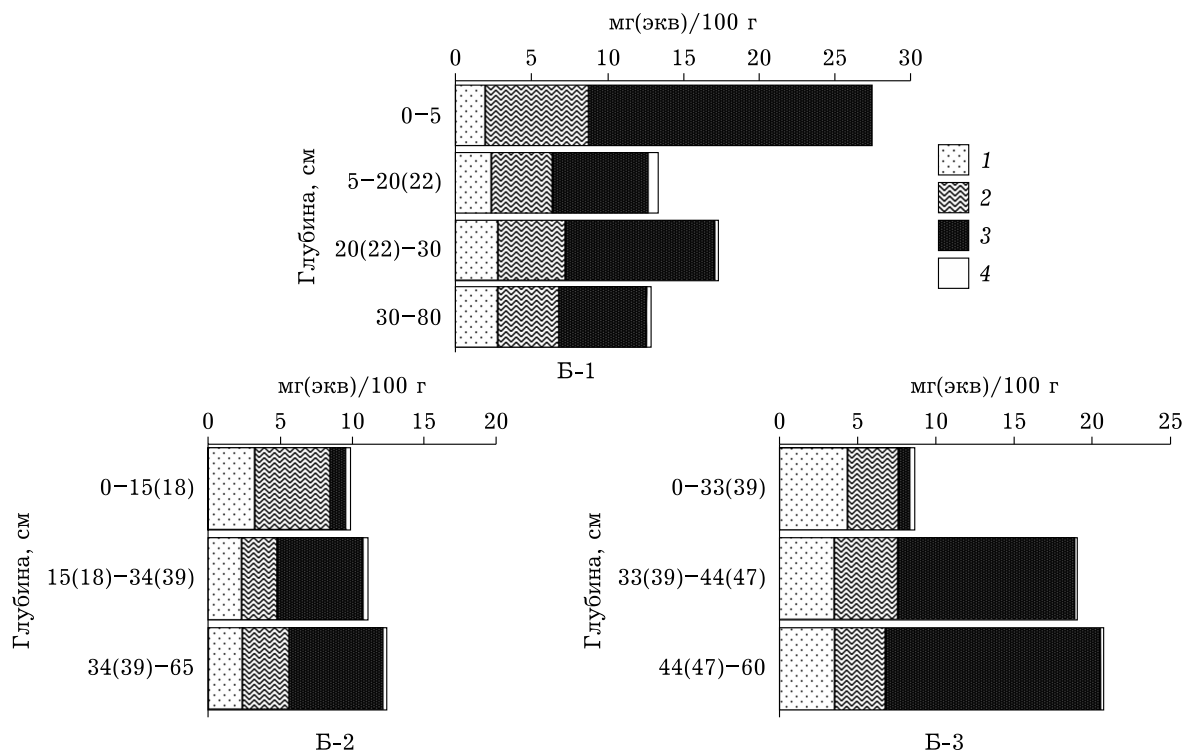 мг(экв)/100 г
0 5 10 15 20 25 30
Глубина, см
0−5
5−20(22)
20(22)−30
30−80
1
2
3
4
Б-1
мг(экв)/100 г
0 5 10 15 20
Глубина, см
0−15(18)
15(18)−34(39)
34(39)−65
Б-2
мг(экв)/100 г
0 5 10 15 20 25
Глубина, см
0−33(39)
33(39)−44(47)
44(47)−60
Б-3